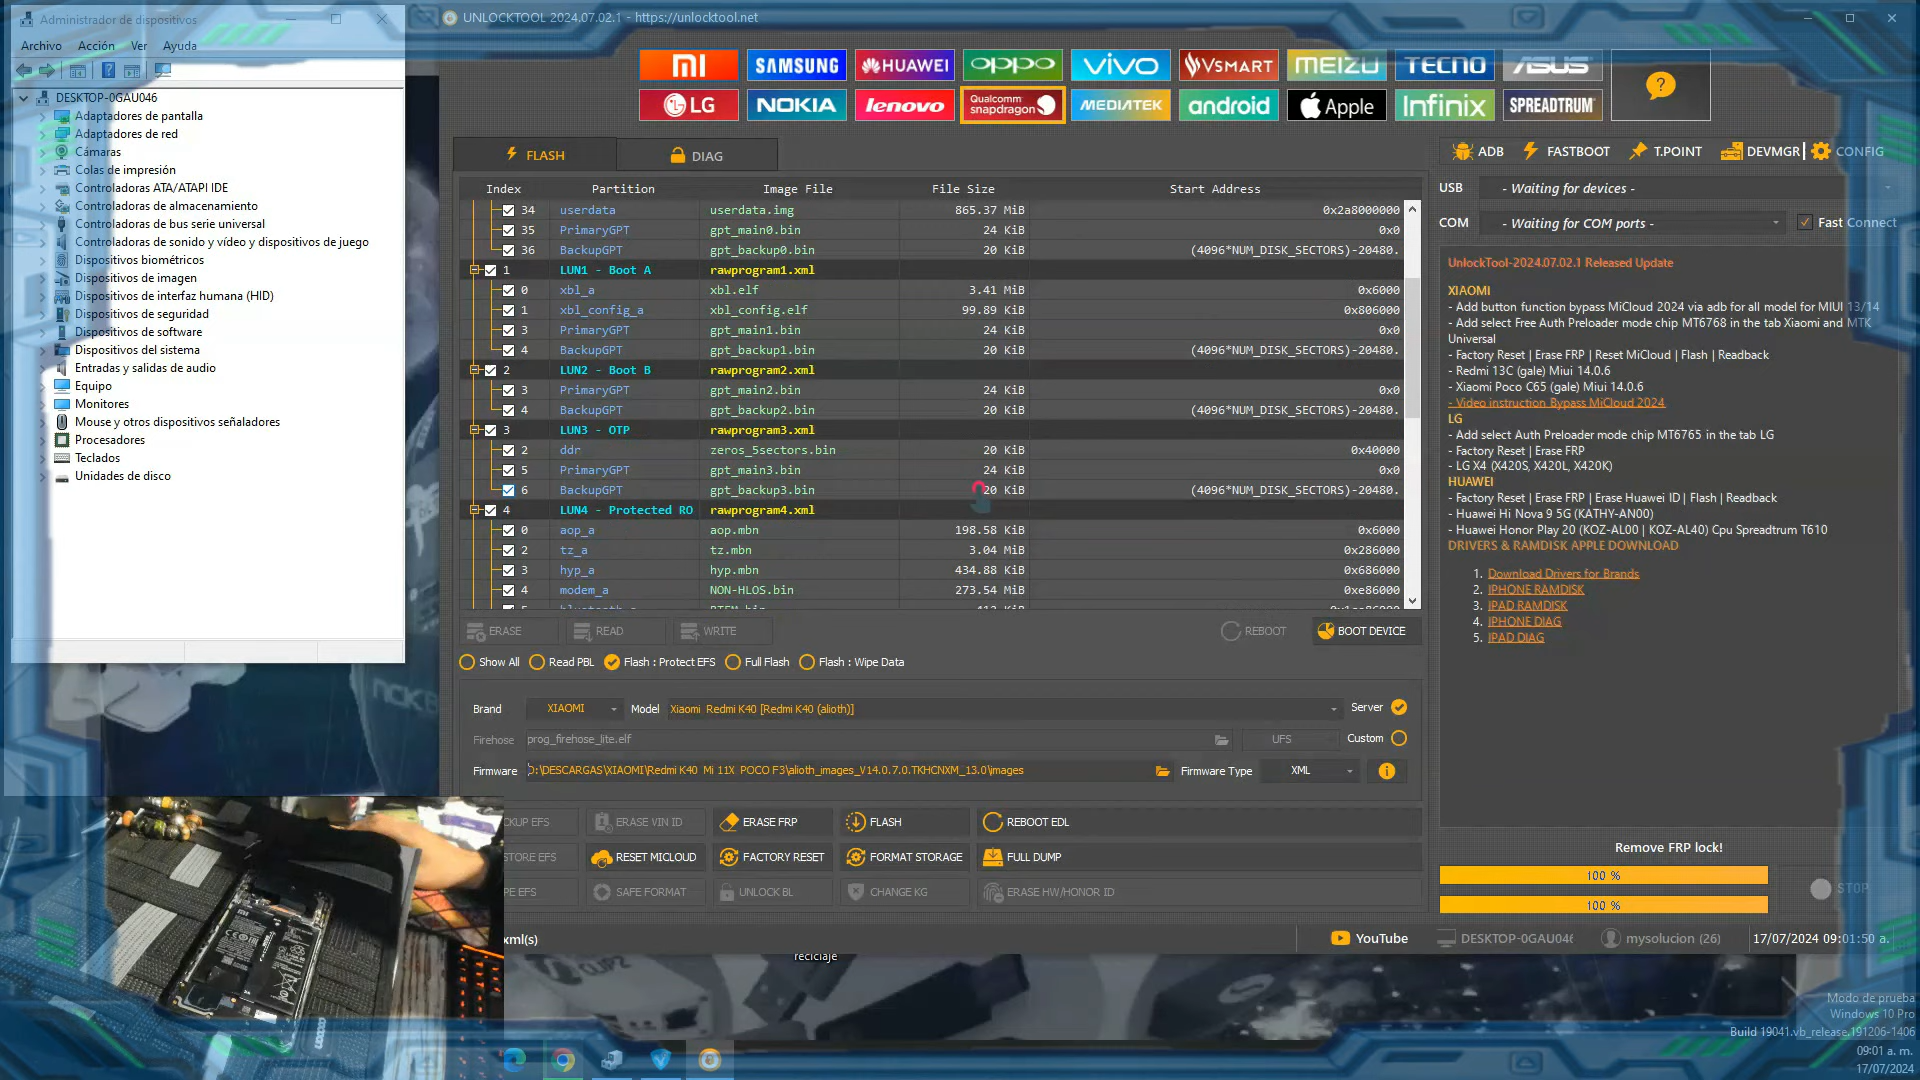 Administrador de dispositivos
Archivo Acción Ver Ayuda
DESKTOP-0GAU046
Adaptadores de pantalla
Adaptadores de red
Cámaras
Colas de impresión
Controladoras ATA/ATAPI IDE
Controladoras de almacenamiento
Controladoras de bus serie universal
Controladoras de sonido y vídeo y dispositivos de juego
Dispositivos biométricos
Dispositivos de imagen
Dispositivos de interfaz humana (HID)
Dispositivos de seguridad
Dispositivos de software
Dispositivos del sistema
Entradas y salidas de audio
Equipo
Monitores
Mouse y otros dispositivos señaladores
Procesadores
Teclados
Unidades de disco
UNLOCKTOOL 2024.07.02.1 - https://unlocktool.net
mi SAMSUNG HUAWEI oppo vivo VSMART MEIZU TECNO ASUS ?
LG NOKIA lenovo Qualcomm snapdragon MEDIATEK android Apple Infinix SPREADTRUM
FLASH DIAG
Index Partition Image File File Size Start Address
34 userdata userdata.img 865.37 MiB 0x2a8000000
35 PrimaryGPT gpt_main0.bin 24 KiB 0x0
36 BackupGPT gpt_backup0.bin 20 KiB (4096*NUM_DISK_SECTORS)-20480.
1 LUN1 - Boot A rawprogram1.xml
0 xbl_a xbl.elf 3.41 MiB 0x6000
1 xbl_config_a xbl_config.elf 99.89 KiB 0x806000
3 PrimaryGPT gpt_main1.bin 24 KiB 0x0
4 BackupGPT gpt_backup1.bin 20 KiB (4096*NUM_DISK_SECTORS)-20480.
2 LUN2 - Boot B rawprogram2.xml
3 PrimaryGPT gpt_main2.bin 24 KiB 0x0
4 BackupGPT gpt_backup2.bin 20 KiB (4096*NUM_DISK_SECTORS)-20480.
3 LUN3 - OTP rawprogram3.xml
2 ddr zeros_5sectors.bin 20 KiB 0x40000
5 PrimaryGPT gpt_main3.bin 24 KiB 0x0
6 BackupGPT gpt_backup3.bin 20 KiB (4096*NUM_DISK_SECTORS)-20480.
4 LUN4 - Protected RO rawprogram4.xml
0 aop_a aop.mbn 198.58 KiB 0x6000
2 tz_a tz.mbn 3.04 MiB 0x286000
3 hyp_a hyp.mbn 434.88 KiB 0x686000
4 modem_a NON-HLOS.bin 273.54 MiB 0xe86000
ERASE READ WRITE REBOOT BOOT DEVICE
Show All Read PBL Flash : Protect EFS Full Flash Flash : Wipe Data
Brand XIAOMI Model Xiaomi Redmi K40 [Redmi K40 (alioth)] Server
Firehose prog_firehose_lite.elf UFS Custom
Firmware D:\DESCARGAS\XIAOMI\Redmi K40 Mi 11X POCO F3\alioth_images_V14.0.7.0.TKHCNXM_13.0\images Firmware Type XML
CKUP EFS ERASE VIN ID ERASE FRP FLASH REBOOT EDL
STORE EFS RESET MICLOUD FACTORY RESET FORMAT STORAGE FULL DUMP
PE EFS SAFE FORMAT UNLOCK BL CHANGE KG ERASE HW/HONOR ID
xml(s)
YouTube DESKTOP-0GAU046 mysolucion (26) 17/07/2024 09:01:50 a.
ADB FASTBOOT T.POINT DEVMGR CONFIG
USB - Waiting for devices -
COM - Waiting for COM ports - Fast Connect
UnlockTool-2024.07.02.1 Released Update
XIAOMI
- Add button function bypass MiCloud 2024 via adb for all model for MIUI 13/14
- Add select Free Auth Preloader mode chip MT6768 in the tab Xiaomi and MTK
Universal
- Factory Reset | Erase FRP | Reset MiCloud | Flash | Readback
- Redmi 13C (gale) Miui 14.0.6
- Xiaomi Poco C65 (gale) Miui 14.0.6
- Video instruction Bypass MiCloud 2024
LG
- Add select Auth Preloader mode chip MT6765 in the tab LG
- Factory Reset | Erase FRP
- LG X4 (X420S, X420L, X420K)
HUAWEI
- Factory Reset | Erase FRP | Erase Huawei ID | Flash | Readback
- Huawei Hi Nova 9 5G (KATHY-AN00)
- Huawei Honor Play 20 (KOZ-AL00 | KOZ-AL40) Cpu Spreadtrum T610
DRIVERS & RAMDISK APPLE DOWNLOAD
1. Download Drivers for Brands
2. IPHONE RAMDISK
3. IPAD RAMDISK
4. IPHONE DIAG
5. IPAD DIAG
Remove FRP lock!
100 %
100 %
STOP
reciclaje
Modo de prueba
Windows 10 Pro
Build 19041.vb_release.191206-1406
09:01 a. m.
17/07/2024